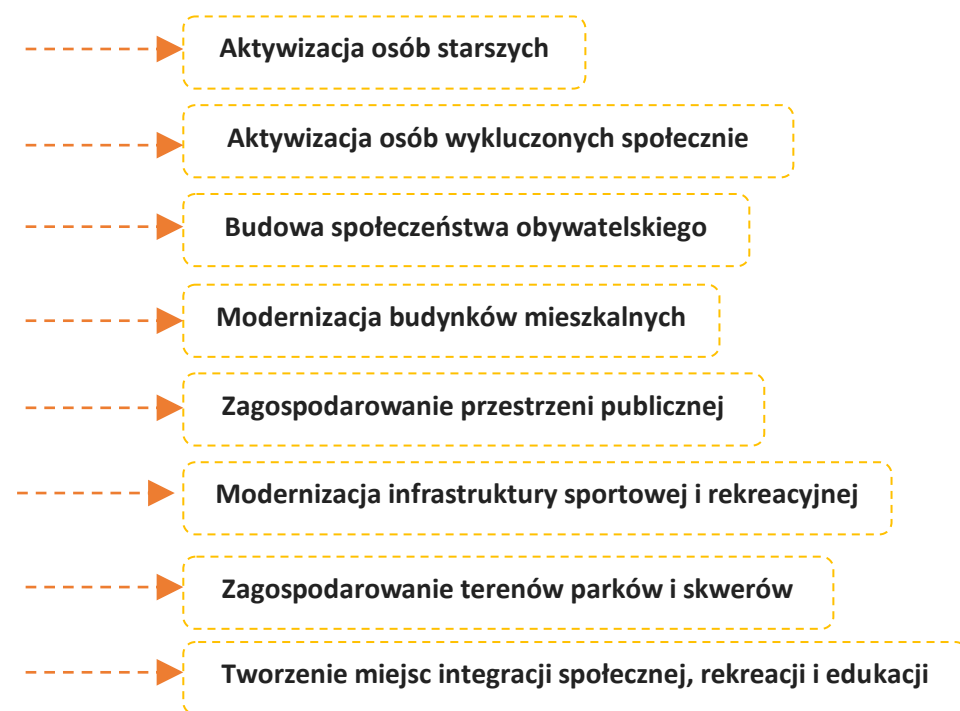 Aktywizacja osób starszych
Aktywizacja osób wykluczonych społecznie
Budowa społeczeństwa obywatelskiego
Modernizacja budynków mieszkalnych
Zagospodarowanie przestrzeni publicznej
Modernizacja infrastruktury sportowej i rekreacyjnej
Zagospodarowanie terenów parków i skwerów
Tworzenie miejsc integracji społecznej, rekreacji i edukacji